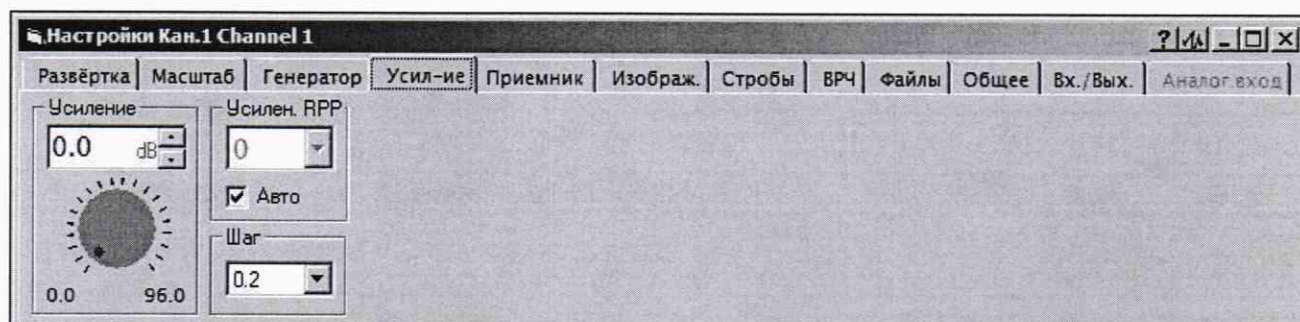 Настройки Кан.1 Channel 1
Развёртка Масштаб Генератор Усил-ие Приемник Изображ. Стробы ВРЧ Файлы Общее Вх./Вых. Аналог.вход
Усиление Усилен. RPP
0.0 dB 0
Авто
Шаг
0.2
0.0 96.0